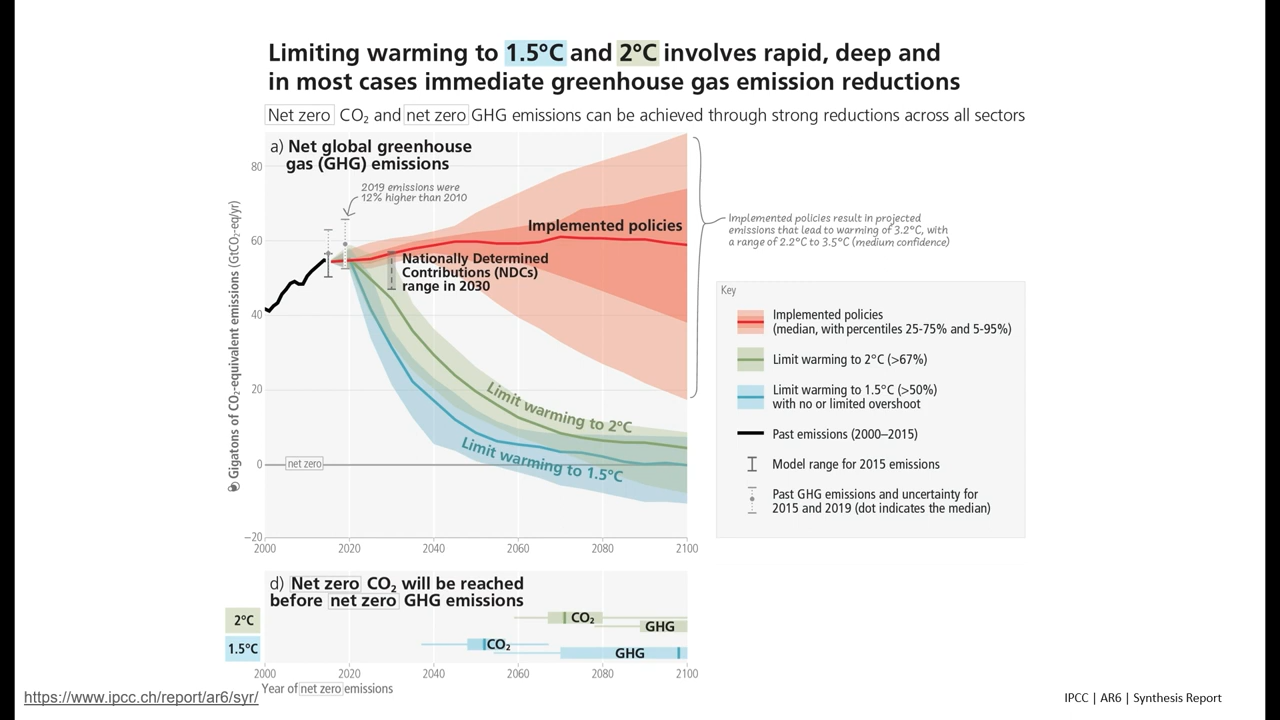 Limiting warming to 1.5°C and 2°C involves rapid, deep and
in most cases immediate greenhouse gas emission reductions
Net zero CO₂ and net zero GHG emissions can be achieved through strong reductions across all sectors
a) Net global greenhouse
gas (GHG) emissions
80
60
40
20
0
−20
Gigatons of CO₂-equivalent emissions (GtCO₂-eq/yr)
2019 emissions were
12% higher than 2010
Implemented policies
Nationally Determined
Contributions (NDCs)
range in 2030
Limit warming to 2°C
Limit warming to 1.5°C
net zero
2000 2020 2040 2060 2080 2100
Implemented policies result in projected
emissions that lead to warming of 3.2°C, with
a range of 2.2°C to 3.5°C (medium confidence)
Key
Implemented policies
(median, with percentiles 25-75% and 5-95%)
Limit warming to 2°C (>67%)
Limit warming to 1.5°C (>50%)
with no or limited overshoot
Past emissions (2000–2015)
Model range for 2015 emissions
Past GHG emissions and uncertainty for
2015 and 2019 (dot indicates the median)
d) Net zero CO₂ will be reached
before net zero GHG emissions
2°C
CO₂
GHG
1.5°C
CO₂
GHG
2000 2020 2040 2060 2080 2100
Year of net zero emissions
https://www.ipcc.ch/report/ar6/syr/
IPCC | AR6 | Synthesis Report